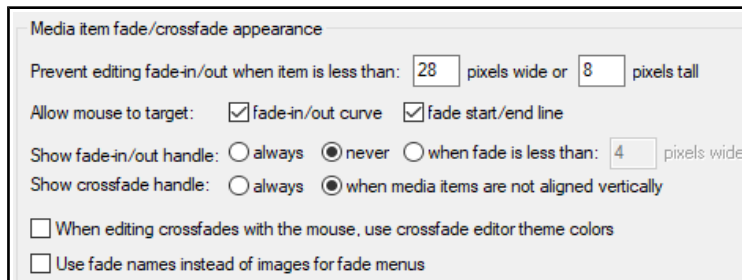 Media item fade/crossfade appearance
Prevent editing fade-in/out when item is less than: 28 pixels wide or 8 pixels tall
Allow mouse to target: fade-in/out curve fade start/end line
Show fade-in/out handle: always never when fade is less than: 4 pixels wide
Show crossfade handle: always when media items are not aligned vertically
When editing crossfades with the mouse, use crossfade editor theme colors
Use fade names instead of images for fade menus